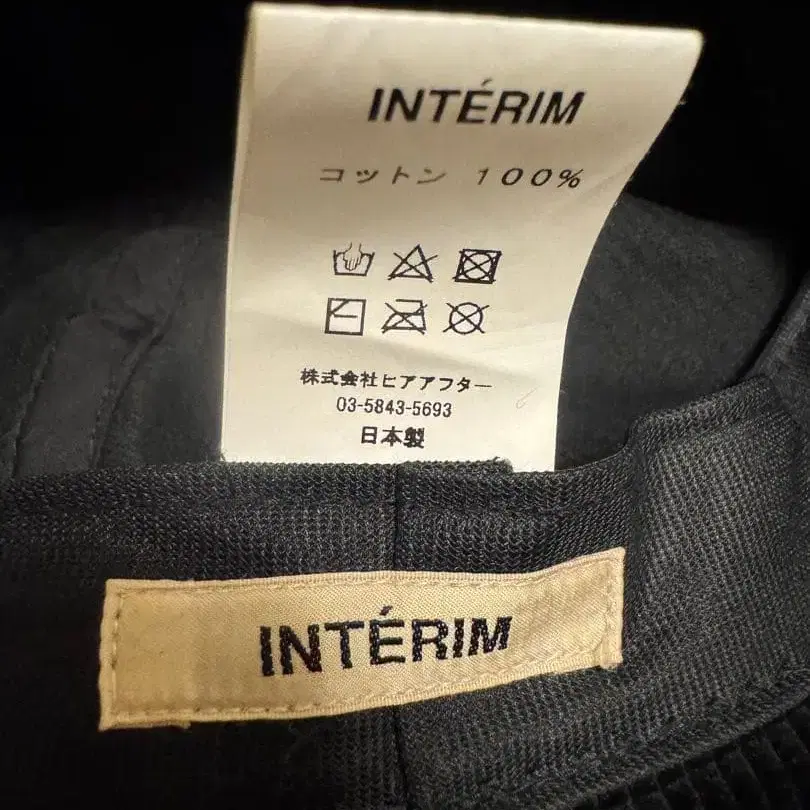 INTÉRIM
コットン 100%
株式会社ヒアアフター
03-5843-5693
日本製
INTÉRIM